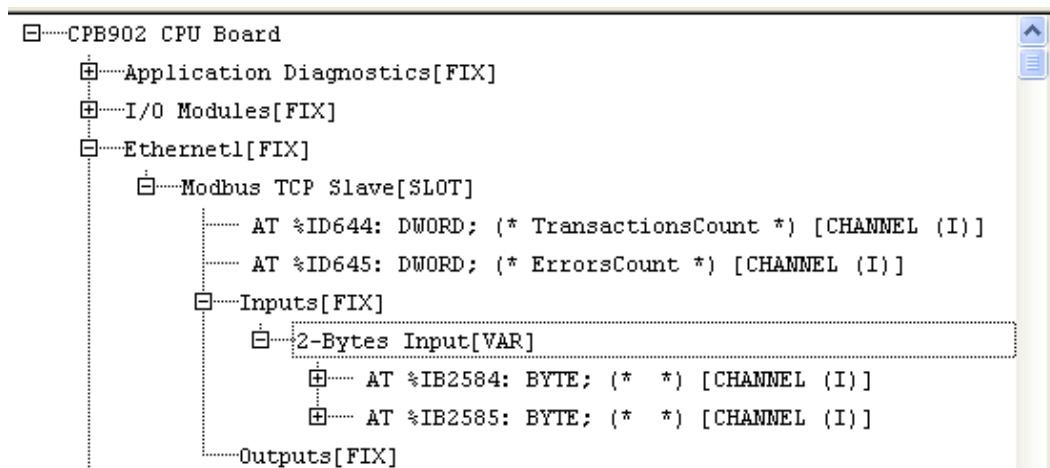 CPB902 CPU Board
Application Diagnostics[FIX]
I/O Modules[FIX]
Ethernet1[FIX]
Modbus TCP Slave[SLOT]
AT %ID644: DWORD; (* TransactionsCount *) [CHANNEL (I)]
AT %ID645: DWORD; (* ErrorsCount *) [CHANNEL (I)]
Inputs[FIX]
2-Bytes Input[VAR]
AT %IB2584: BYTE; (* *) [CHANNEL (I)]
AT %IB2585: BYTE; (* *) [CHANNEL (I)]
Outputs[FIX]